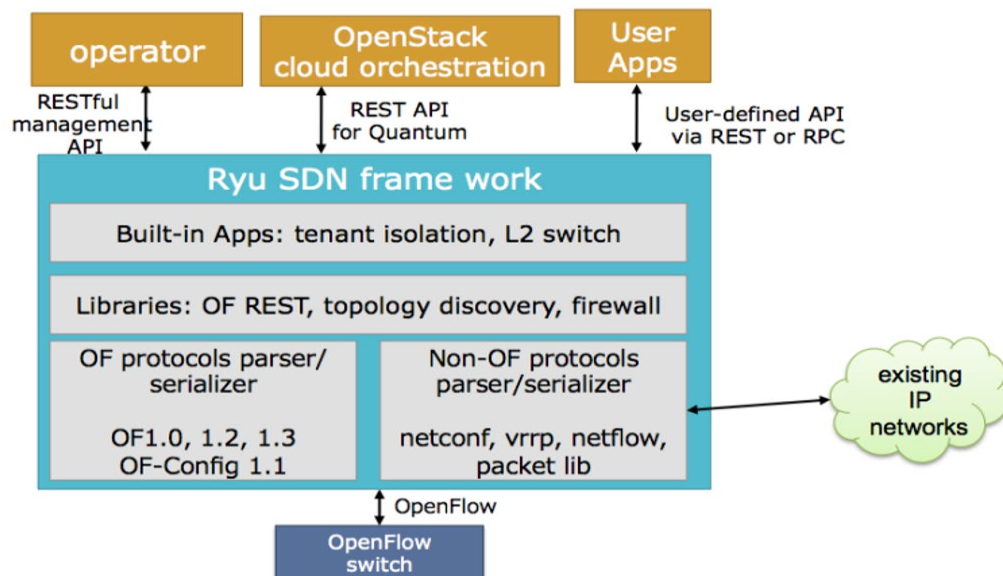 operator
OpenStack
cloud orchestration
User
Apps
RESTful
management
API
REST API
for Quantum
User-defined API
via REST or RPC
Ryu SDN frame work
Built-in Apps: tenant isolation, L2 switch
Libraries: OF REST, topology discovery, firewall
OF protocols parser/
serializer
OF1.0, 1.2, 1.3
OF-Config 1.1
Non-OF protocols
parser/serializer
netconf, vrrp, netflow,
packet lib
existing
IP
networks
OpenFlow
OpenFlow
switch